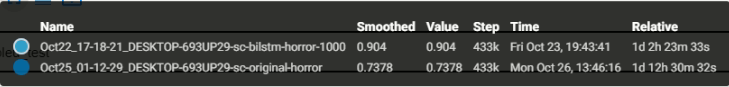 Name Smoothed Value Step Time Relative
Oct22_17-18-21_DESKTOP-693UP29-sc-bilstm-horror-1000 0.904 0.904 433k Fri Oct 23, 19:43:41 1d 2h 23m 33s
Oct25_01-12-29_DESKTOP-693UP29-sc-original-horror 0.7378 0.7378 433k Mon Oct 26, 13:46:16 1d 12h 30m 32s